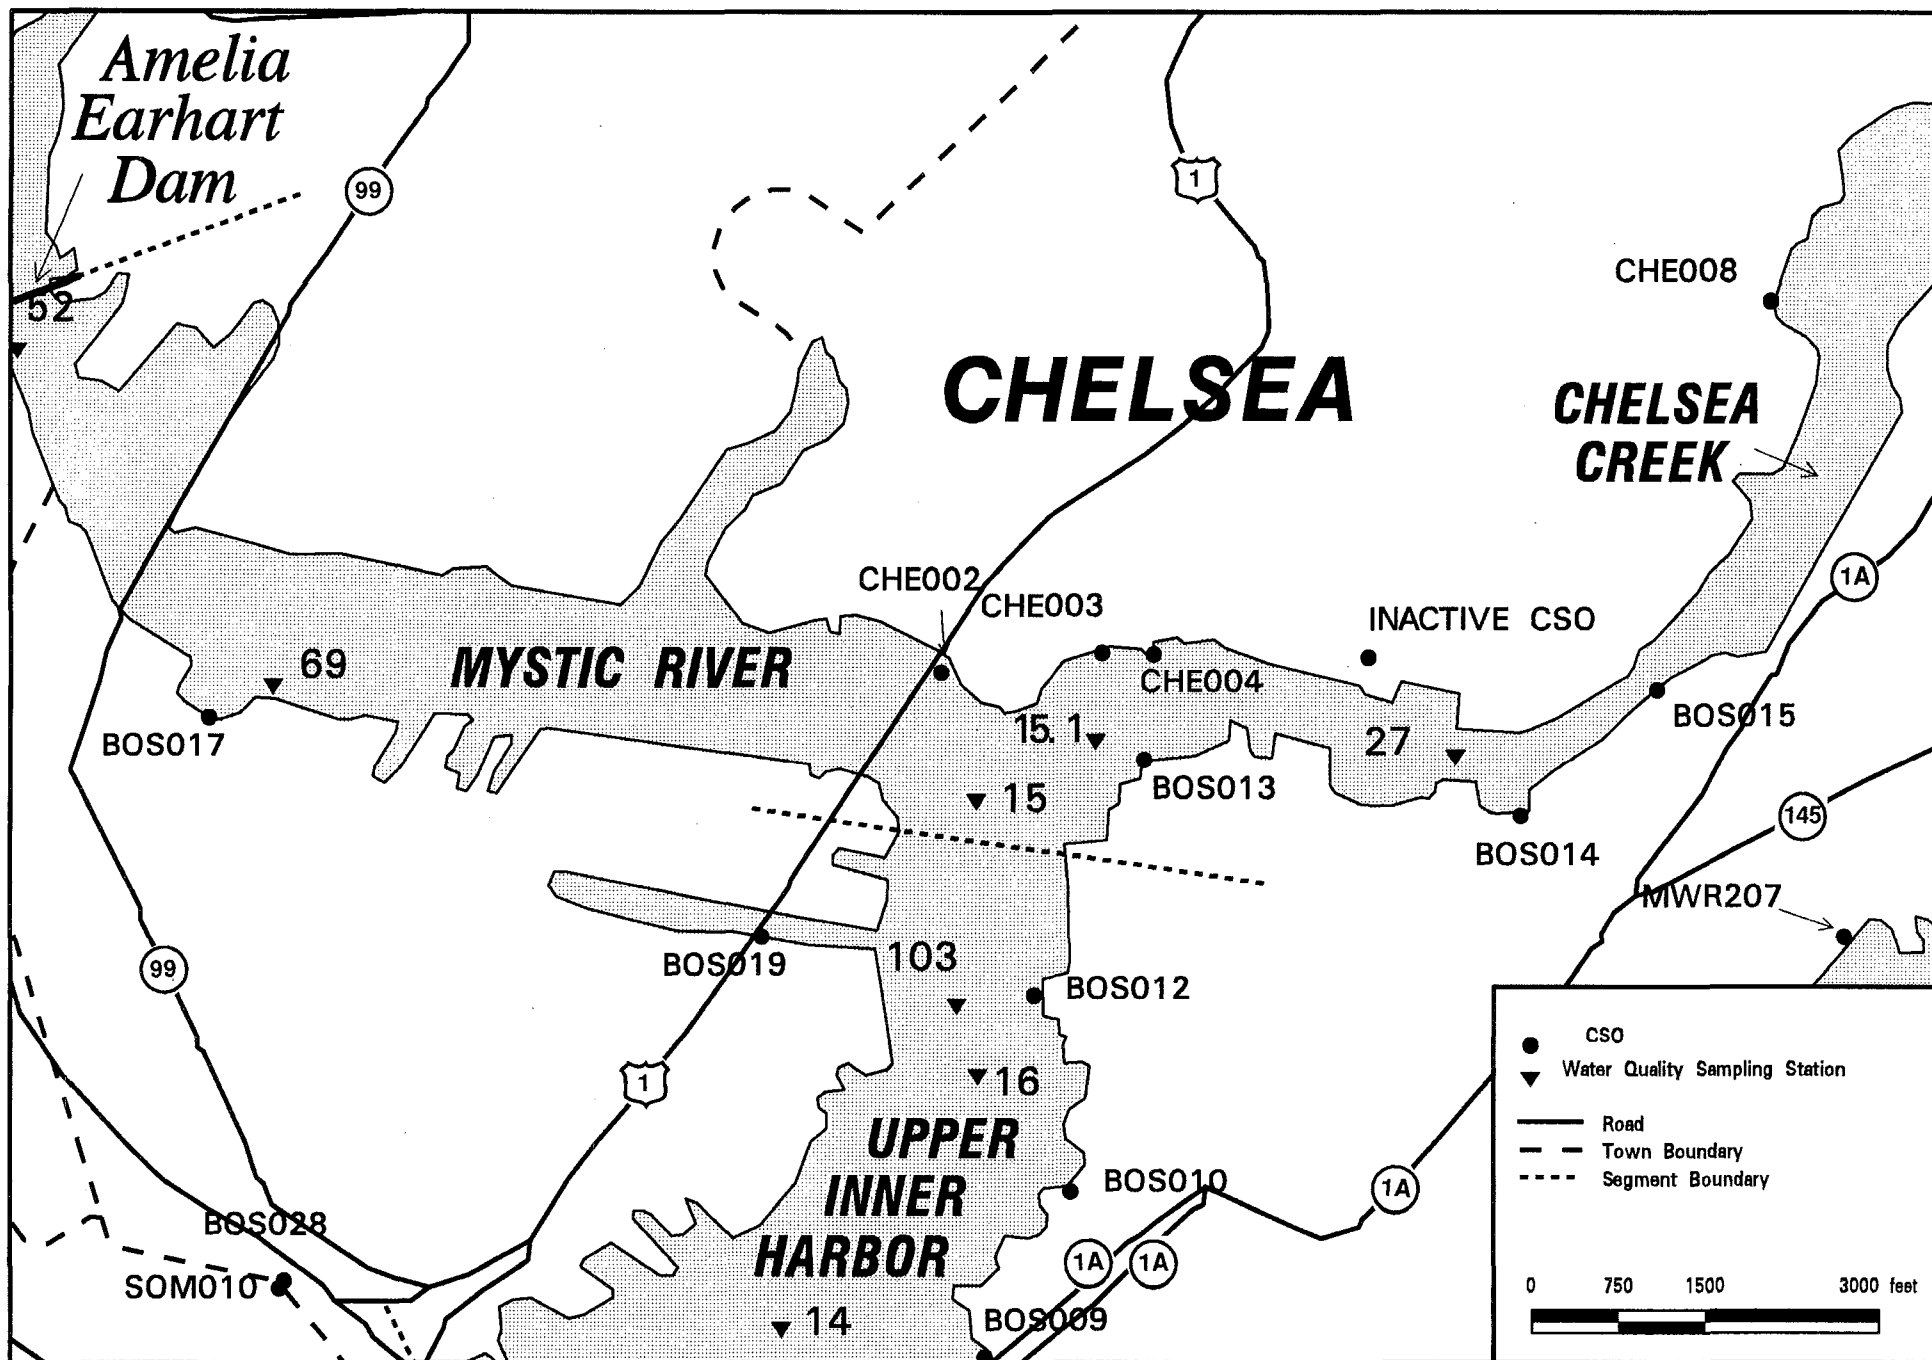 Amelia
Earhart
Dam
99
1
52
CHE008
CHELSEA
CHELSEA
CREEK
1A
CHE002
CHE003
INACTIVE CSO
69
MYSTIC RIVER
CHE004
BOS017
15.1
27
BOS015
BOS013
15
145
BOS014
MWR207
99
BOS019
103
BOS012
1
16
UPPER
INNER
HARBOR
BOS010
1A
BOS028
SOM010
1A
1A
14
BOS009
CSO
Water Quality Sampling Station
Road
Town Boundary
Segment Boundary
0 750 1500 3000 feet